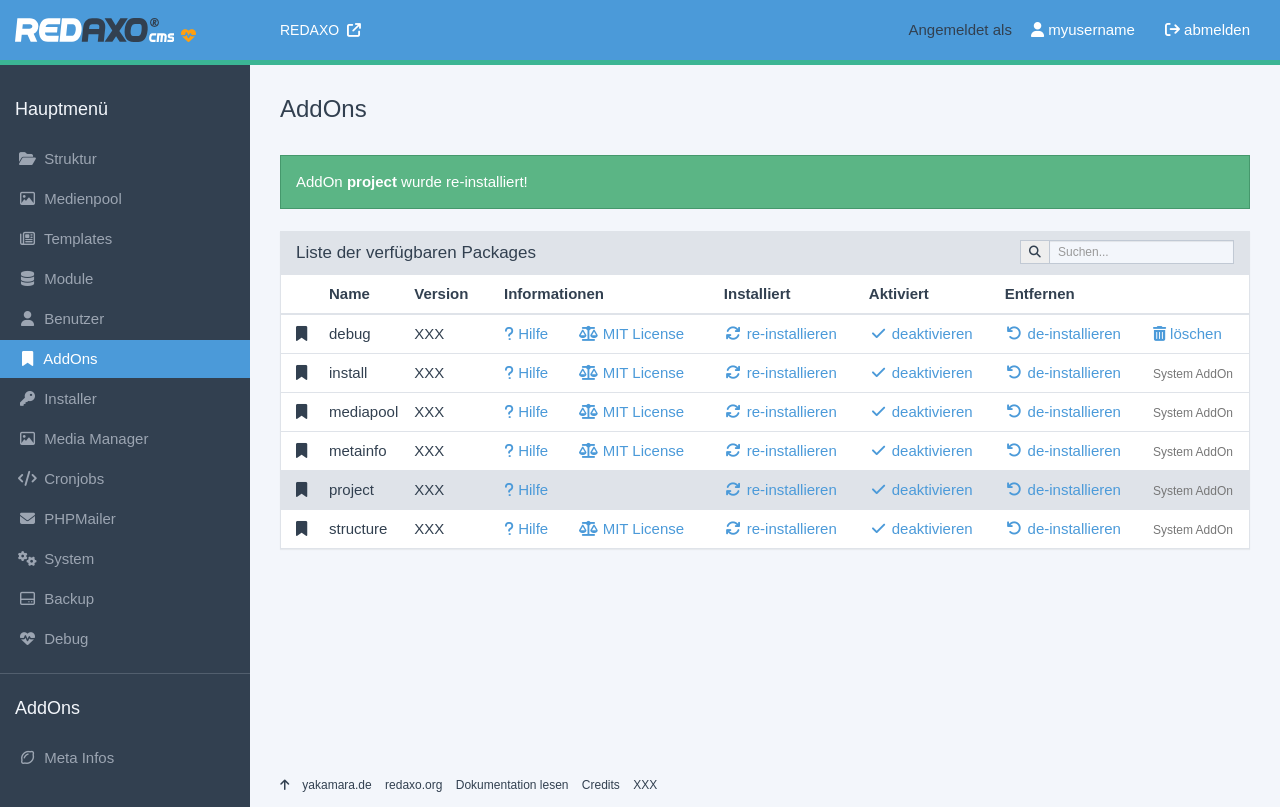 REDAXO® cms
REDAXO
Angemeldet als myusername abmelden
Hauptmenü
Struktur
Medienpool
Templates
Module
Benutzer
AddOns
Installer
Media Manager
Cronjobs
PHPMailer
System
Backup
Debug
AddOns
Meta Infos
AddOns
AddOn project wurde re-installiert!
Liste der verfügbaren Packages Suchen...
Name Version Informationen Installiert Aktiviert Entfernen
debug XXX ? Hilfe MIT License re-installieren deaktivieren de-installieren löschen
install XXX ? Hilfe MIT License re-installieren deaktivieren de-installieren System AddOn
mediapool XXX ? Hilfe MIT License re-installieren deaktivieren de-installieren System AddOn
metainfo XXX ? Hilfe MIT License re-installieren deaktivieren de-installieren System AddOn
project XXX ? Hilfe re-installieren deaktivieren de-installieren System AddOn
structure XXX ? Hilfe MIT License re-installieren deaktivieren de-installieren System AddOn
yakamara.de redaxo.org Dokumentation lesen Credits XXX